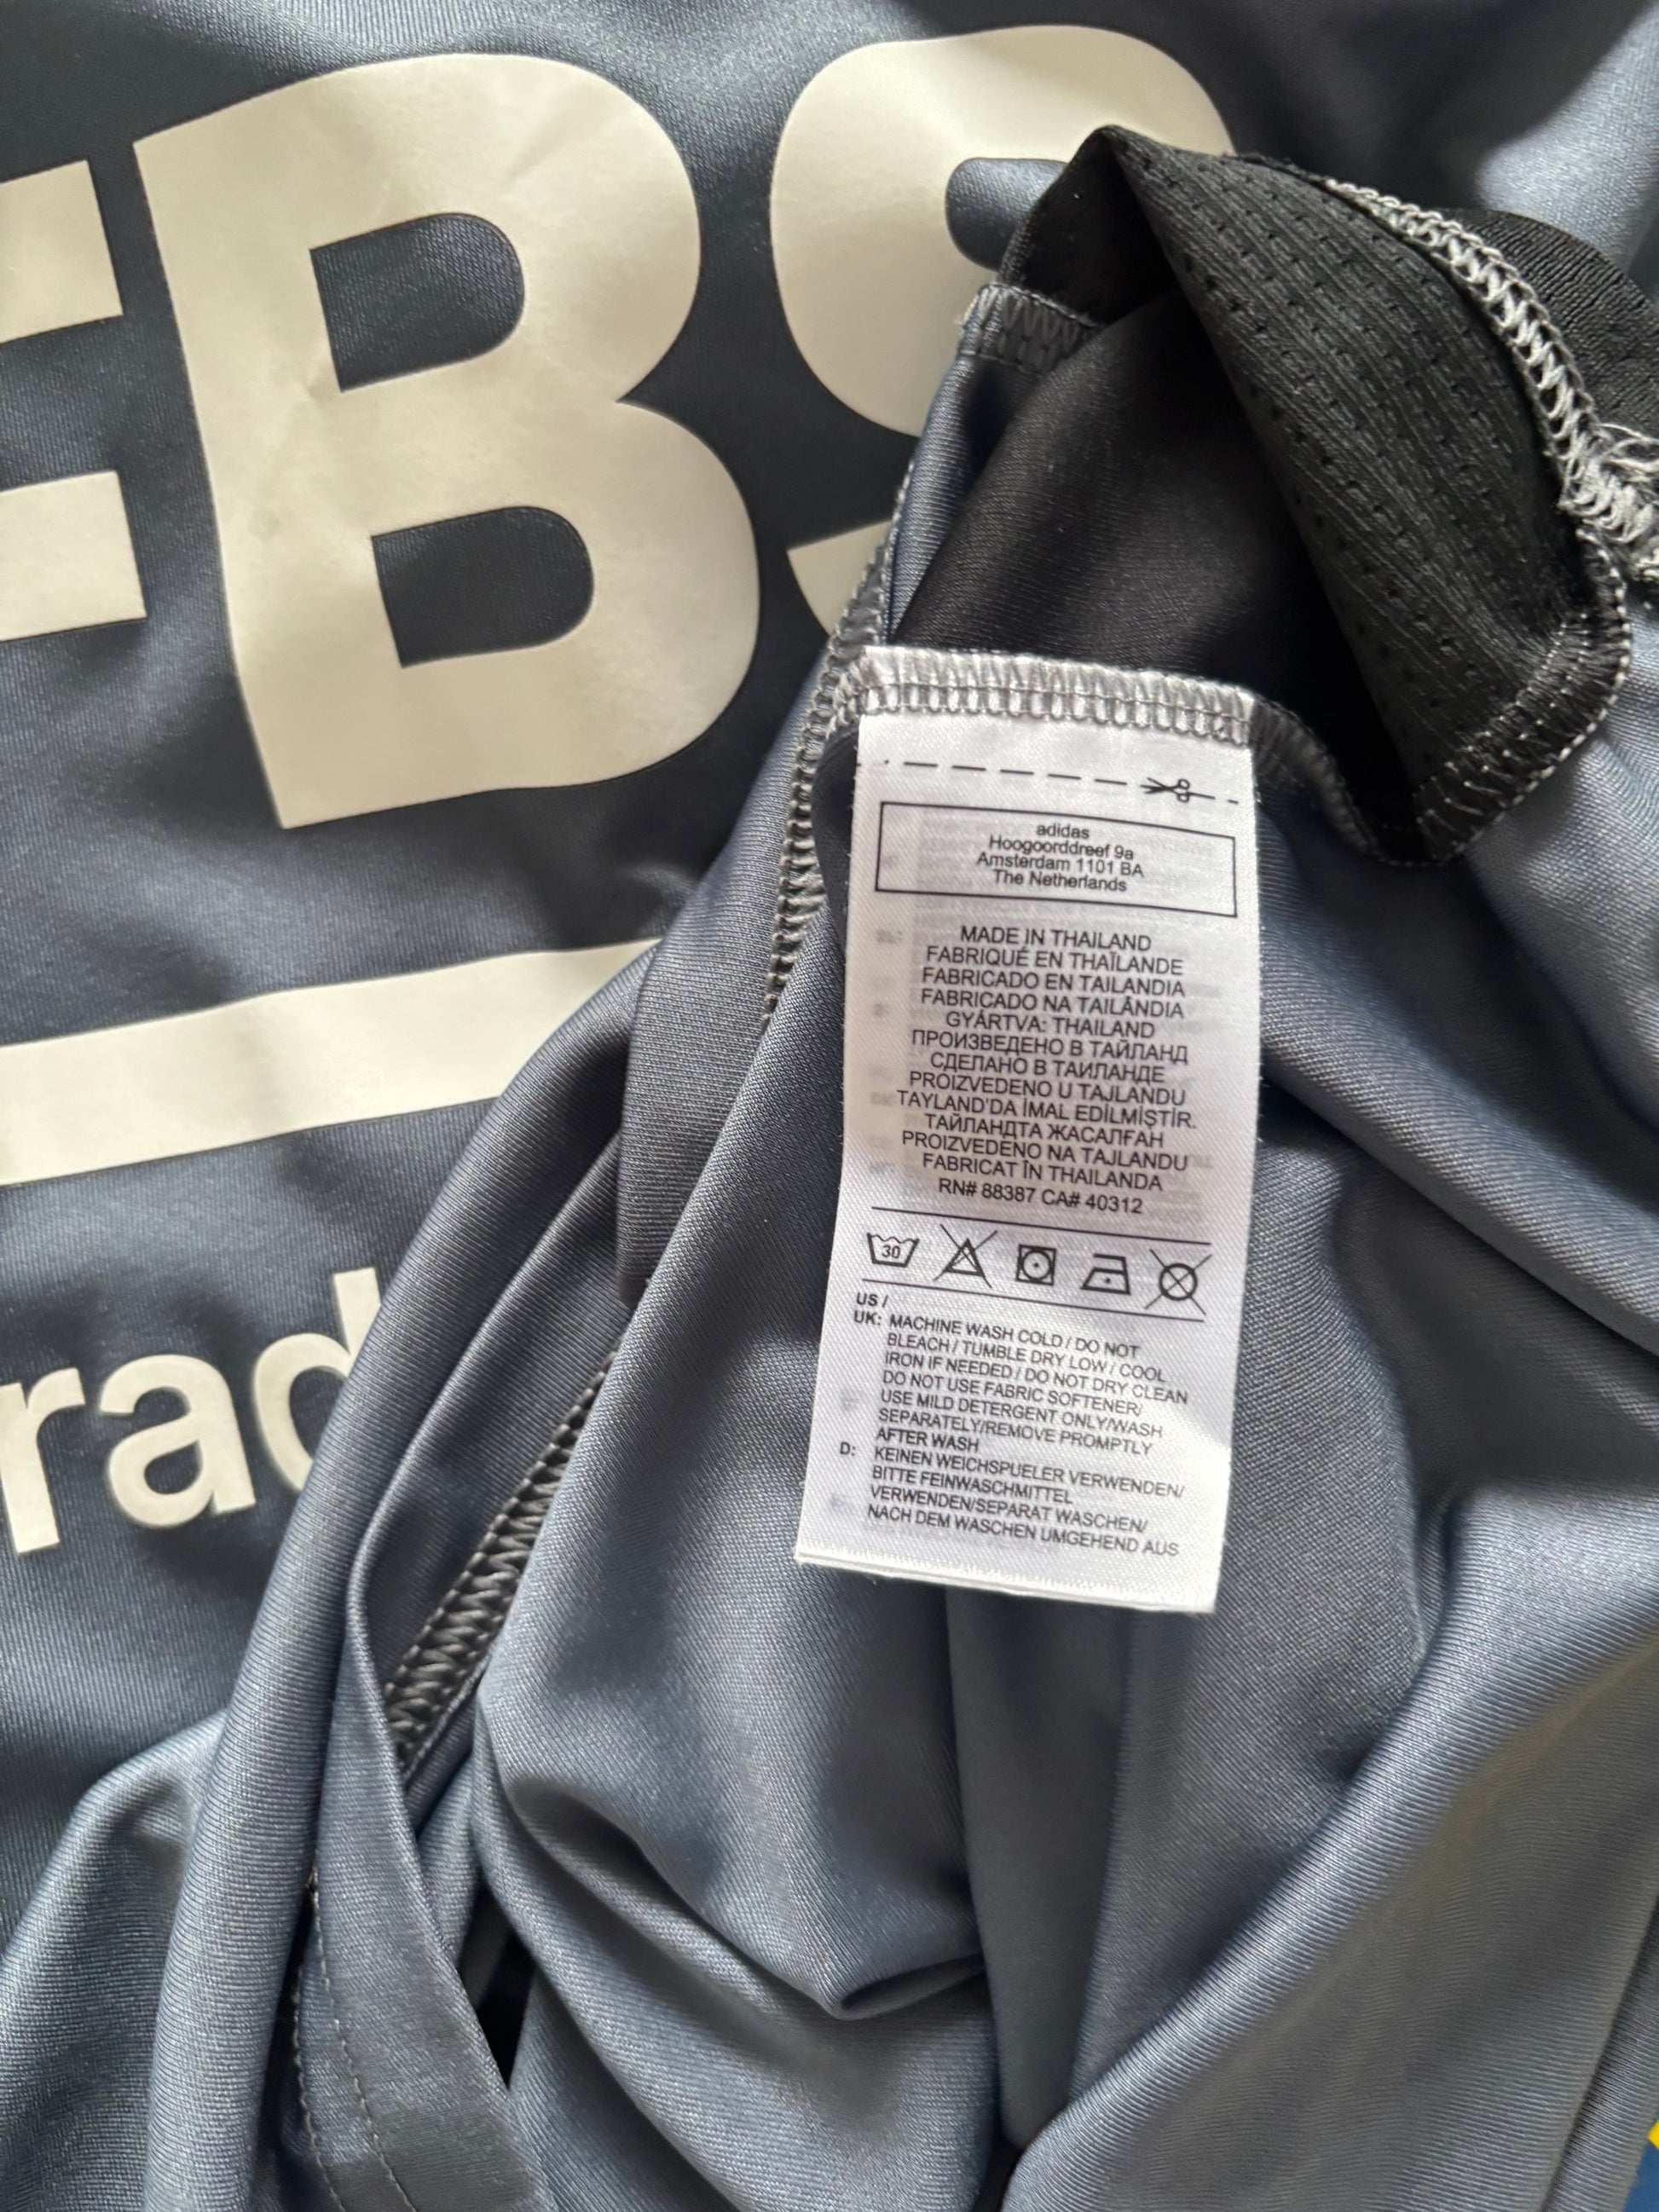 EBS
rad
adidas
Hoogoorddreef 9a
Amsterdam 1101 BA
The Netherlands
MADE IN THAILAND
FABRIQUÉ EN THAÏLANDE
FABRICADO EN TAILANDIA
FABRICADO NA TAILÂNDIA
GYÁRTVA: THAILAND
ПРОИЗВЕДЕНО В ТАЙЛАНД
СДЕЛАНО В ТАИЛАНДЕ
PROIZVEDENO U TAJLANDU
TAYLAND'DA İMAL EDİLMİŞTİR.
ТАЙЛАНДТА ЖАСАЛҒАН
PROIZVEDENO NA TAJLANDU
FABRICAT ÎN THAILANDA
RN# 88387 CA# 40312
30
US /
UK: MACHINE WASH COLD / DO NOT
BLEACH / TUMBLE DRY LOW / COOL
IRON IF NEEDED / DO NOT DRY CLEAN
DO NOT USE FABRIC SOFTENER/
USE MILD DETERGENT ONLY/WASH
SEPARATELY/REMOVE PROMPTLY
AFTER WASH
D: KEINEN WEICHSPUELER VERWENDEN/
BITTE FEINWASCHMITTEL
VERWENDEN/SEPARAT WASCHEN/
NACH DEM WASCHEN UMGEHEND AUS